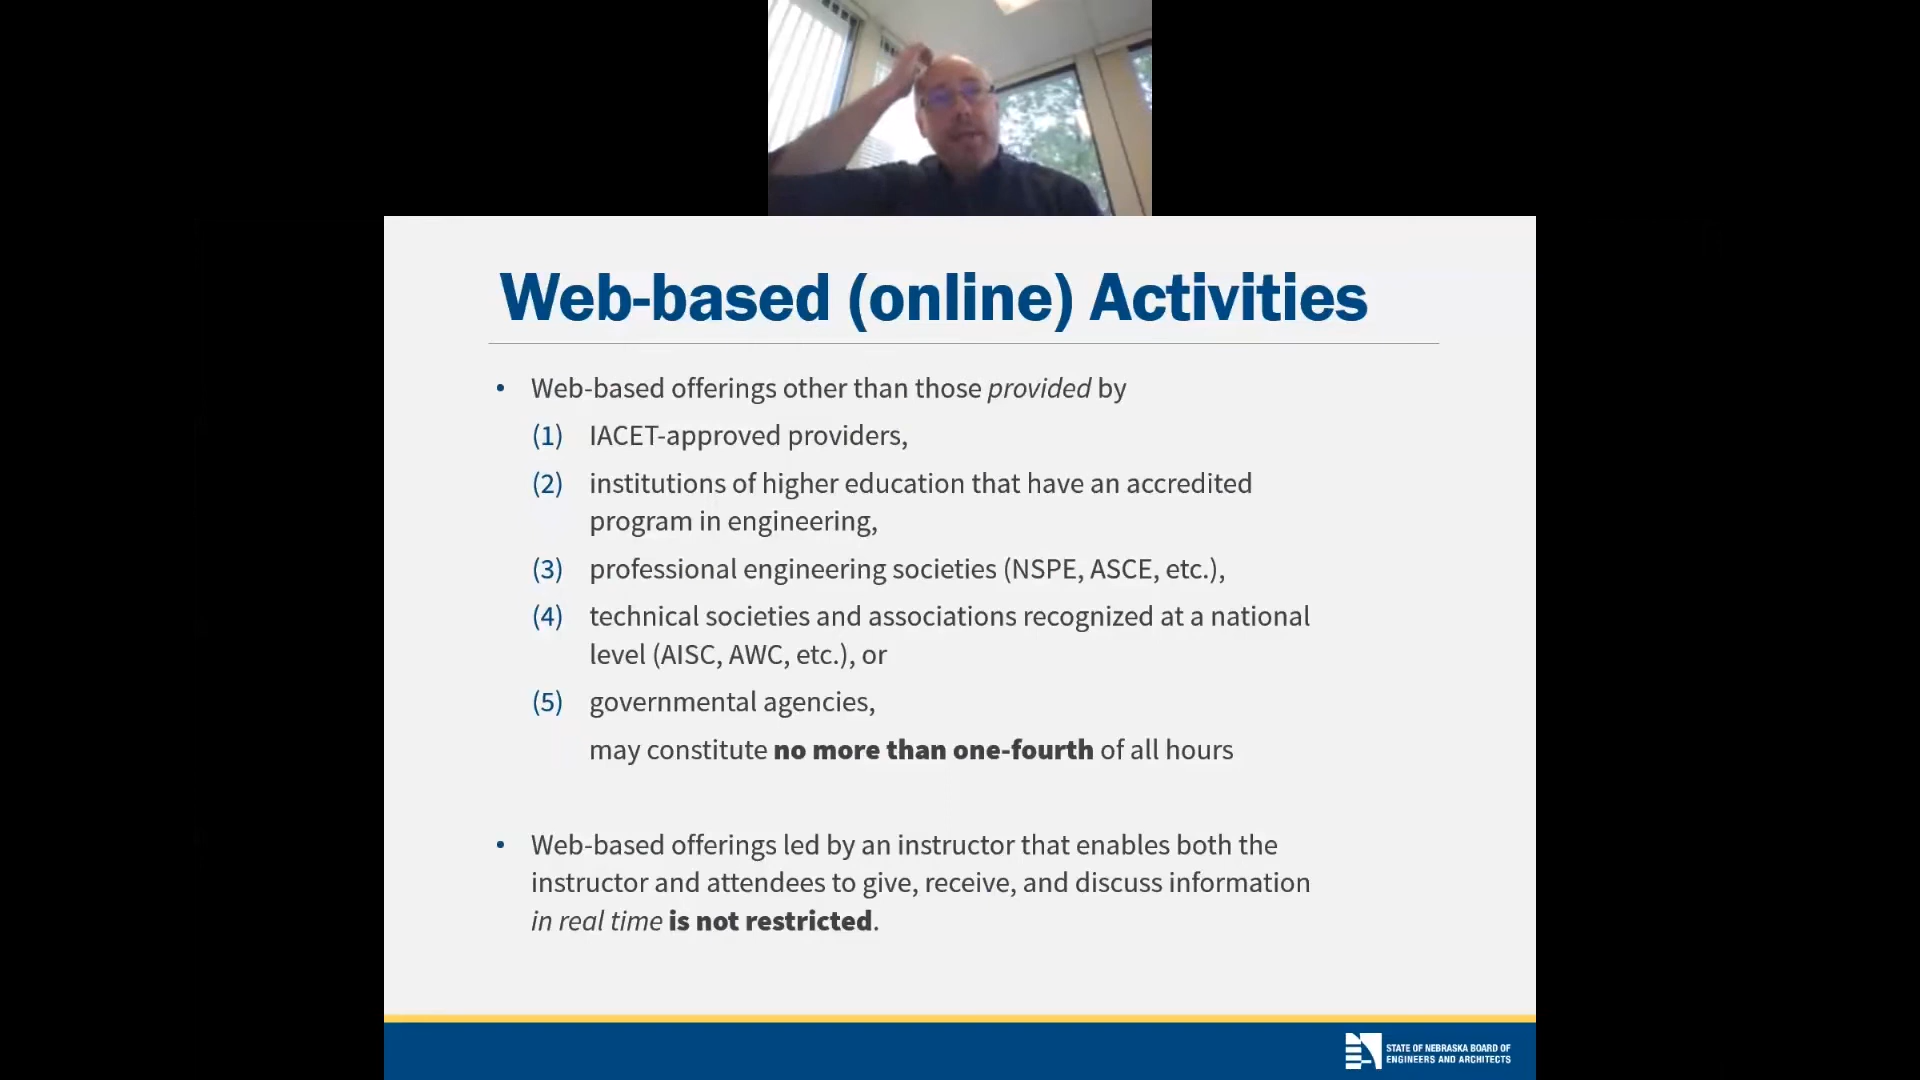 Web-based (online) Activities
• Web-based offerings other than those provided by
(1) IACET-approved providers,
(2) institutions of higher education that have an accredited
program in engineering,
(3) professional engineering societies (NSPE, ASCE, etc.),
(4) technical societies and associations recognized at a national
level (AISC, AWC, etc.), or
(5) governmental agencies,
may constitute no more than one-fourth of all hours
• Web-based offerings led by an instructor that enables both the
instructor and attendees to give, receive, and discuss information
in real time is not restricted.
STATE OF NEBRASKA BOARD OF
ENGINEERS AND ARCHITECTS